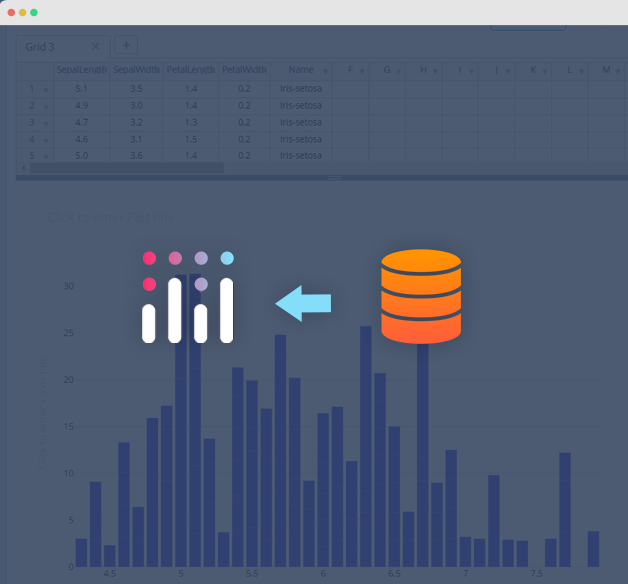 Grid 3 × +
SepalLength SepalWidth PetalLength PetalWidth Name F G H I J K L M
1 5.1 3.5 1.4 0.2 Iris-setosa
2 4.9 3.0 1.4 0.2 Iris-setosa
3 4.7 3.2 1.3 0.2 Iris-setosa
4 4.6 3.1 1.5 0.2 Iris-setosa
5 5.0 3.6 1.4 0.2 Iris-setosa
Click to enter Plot title
30
25
20
15
10
5
0
4.5 5 5.5 6 6.5 7 7.5